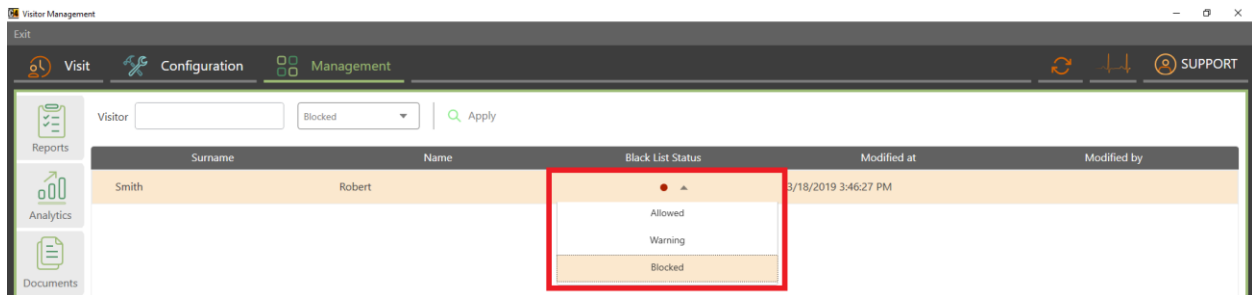 Visitor Management
Exit
Visit Configuration Management SUPPORT
Reports
Visitor Blocked Apply
Surname Name Black List Status Modified at Modified by
Smith Robert 3/18/2019 3:46:27 PM
Analytics
Allowed
Warning
Blocked
Documents